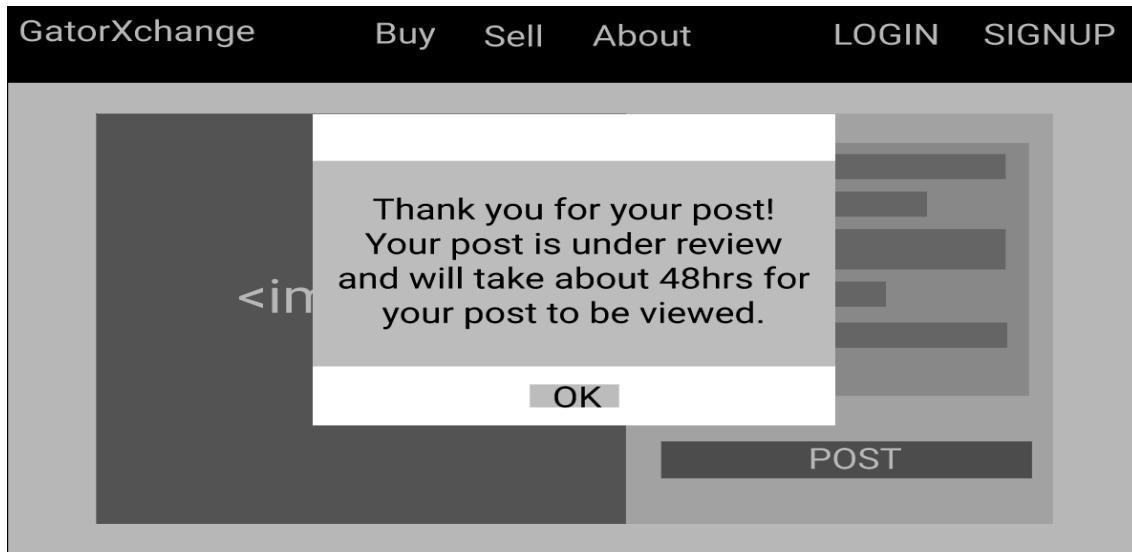 GatorXchange Buy Sell About LOGIN SIGNUP
<im
Thank you for your post!
Your post is under review
and will take about 48hrs for
your post to be viewed.
OK
POST